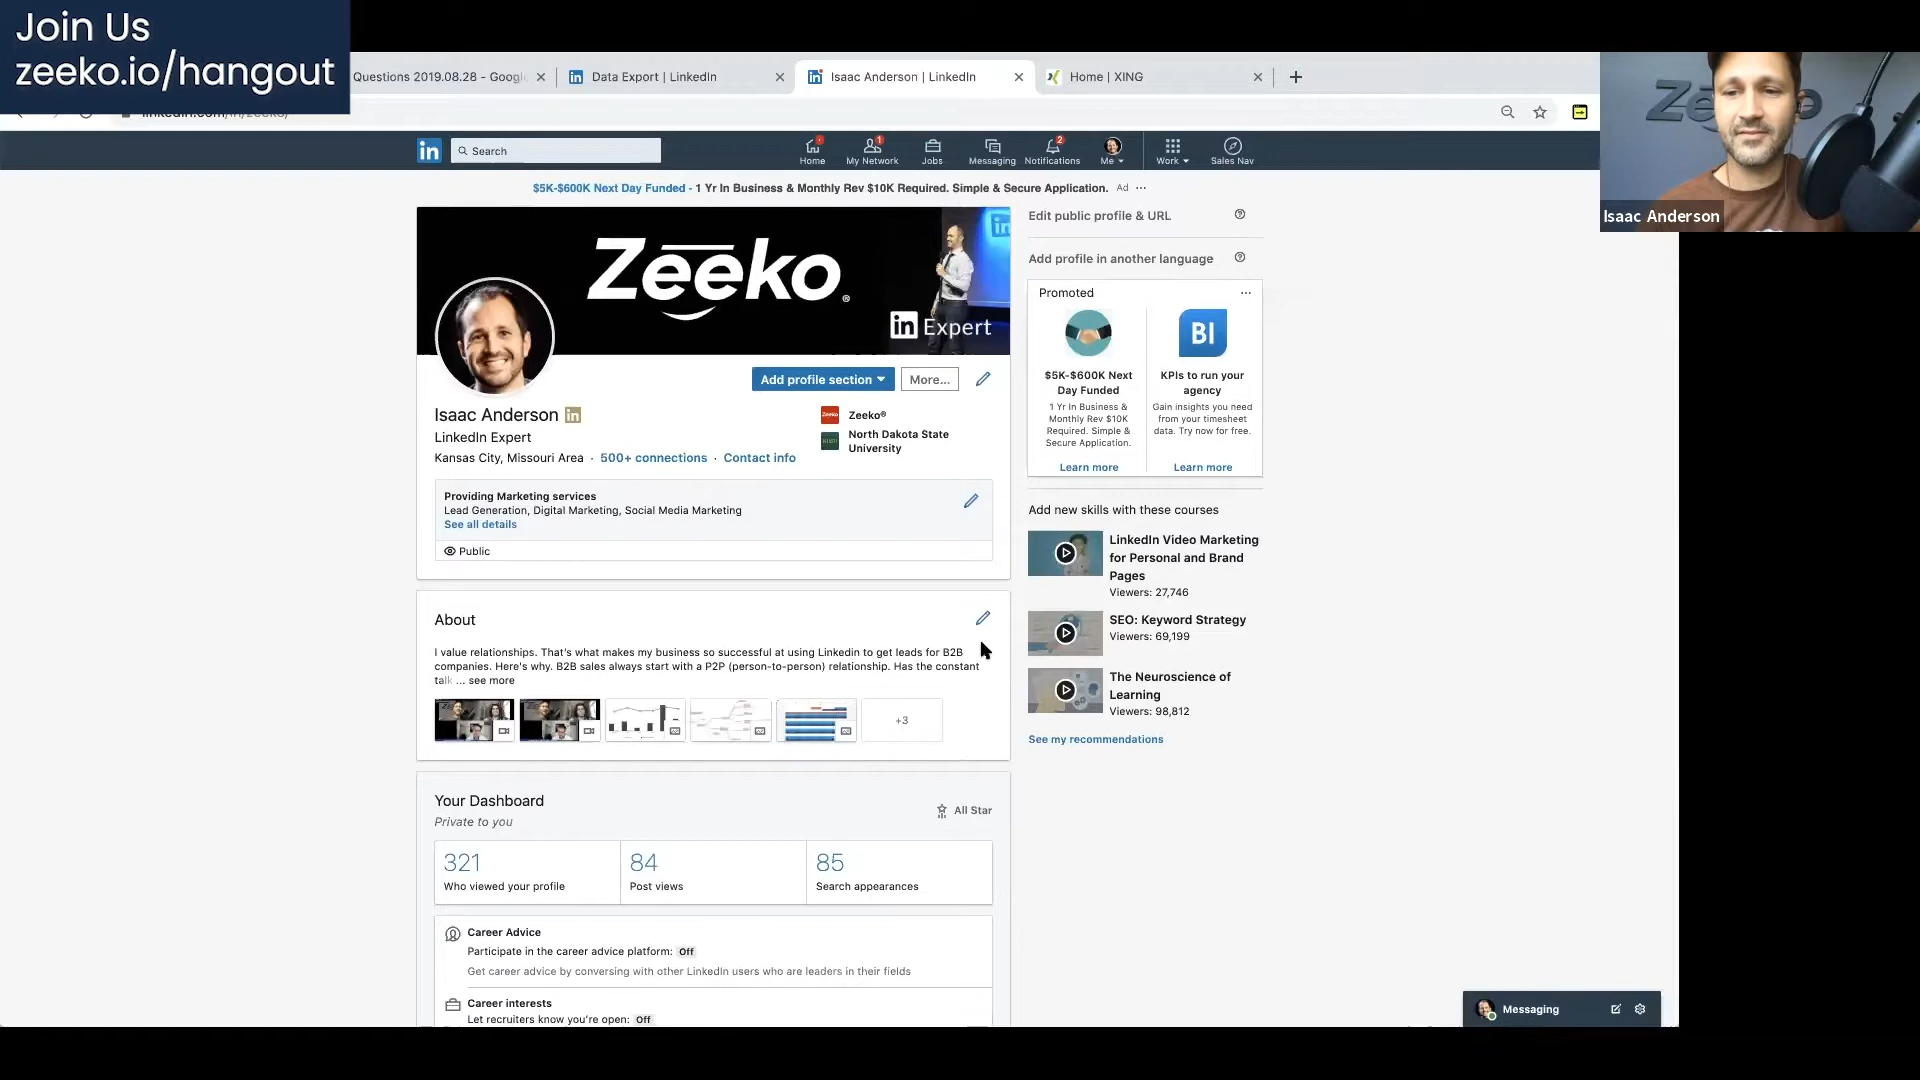 Join Us
zeeko.io/hangout
Questions 2019.08.28 - Goog
Data Export | LinkedIn
Isaac Anderson | LinkedIn
Home | XING
Zeeko
Isaac Anderson
in
Search
Home
1
My Network
Jobs
Messaging
2
Notifications
Me
Work
Sales Nav
$5K-$600K Next Day Funded - 1 Yr In Business & Monthly Rev $10K Required. Simple & Secure Application. Ad ...
Zeeko®
in Expert
Edit public profile & URL
Add profile in another language
Promoted
$5K-$600K Next
Day Funded
1 Yr In Business &
Monthly Rev $10K
Required. Simple &
Secure Application.
Learn more
BI
KPIs to run your
agency
Gain insights you need
from your timesheet
data. Try now for free.
Learn more
Add profile section
More...
Isaac Anderson in
LinkedIn Expert
Kansas City, Missouri Area · 500+ connections · Contact info
Zeeko®
North Dakota State
University
Providing Marketing services
Lead Generation, Digital Marketing, Social Media Marketing
See all details
Public
Add new skills with these courses
LinkedIn Video Marketing
for Personal and Brand
Pages
Viewers: 27,746
SEO: Keyword Strategy
Viewers: 69,199
The Neuroscience of
Learning
Viewers: 98,812
See my recommendations
About
I value relationships. That's what makes my business so successful at using Linkedin to get leads for B2B
companies. Here's why. B2B sales always start with a P2P (person-to-person) relationship. Has the constant
talk ... see more
+3
Your Dashboard
Private to you
All Star
321
Who viewed your profile
84
Post views
85
Search appearances
Career Advice
Participate in the career advice platform: Off
Get career advice by conversing with other LinkedIn users who are leaders in their fields
Career interests
Let recruiters know you're open: Off
Messaging